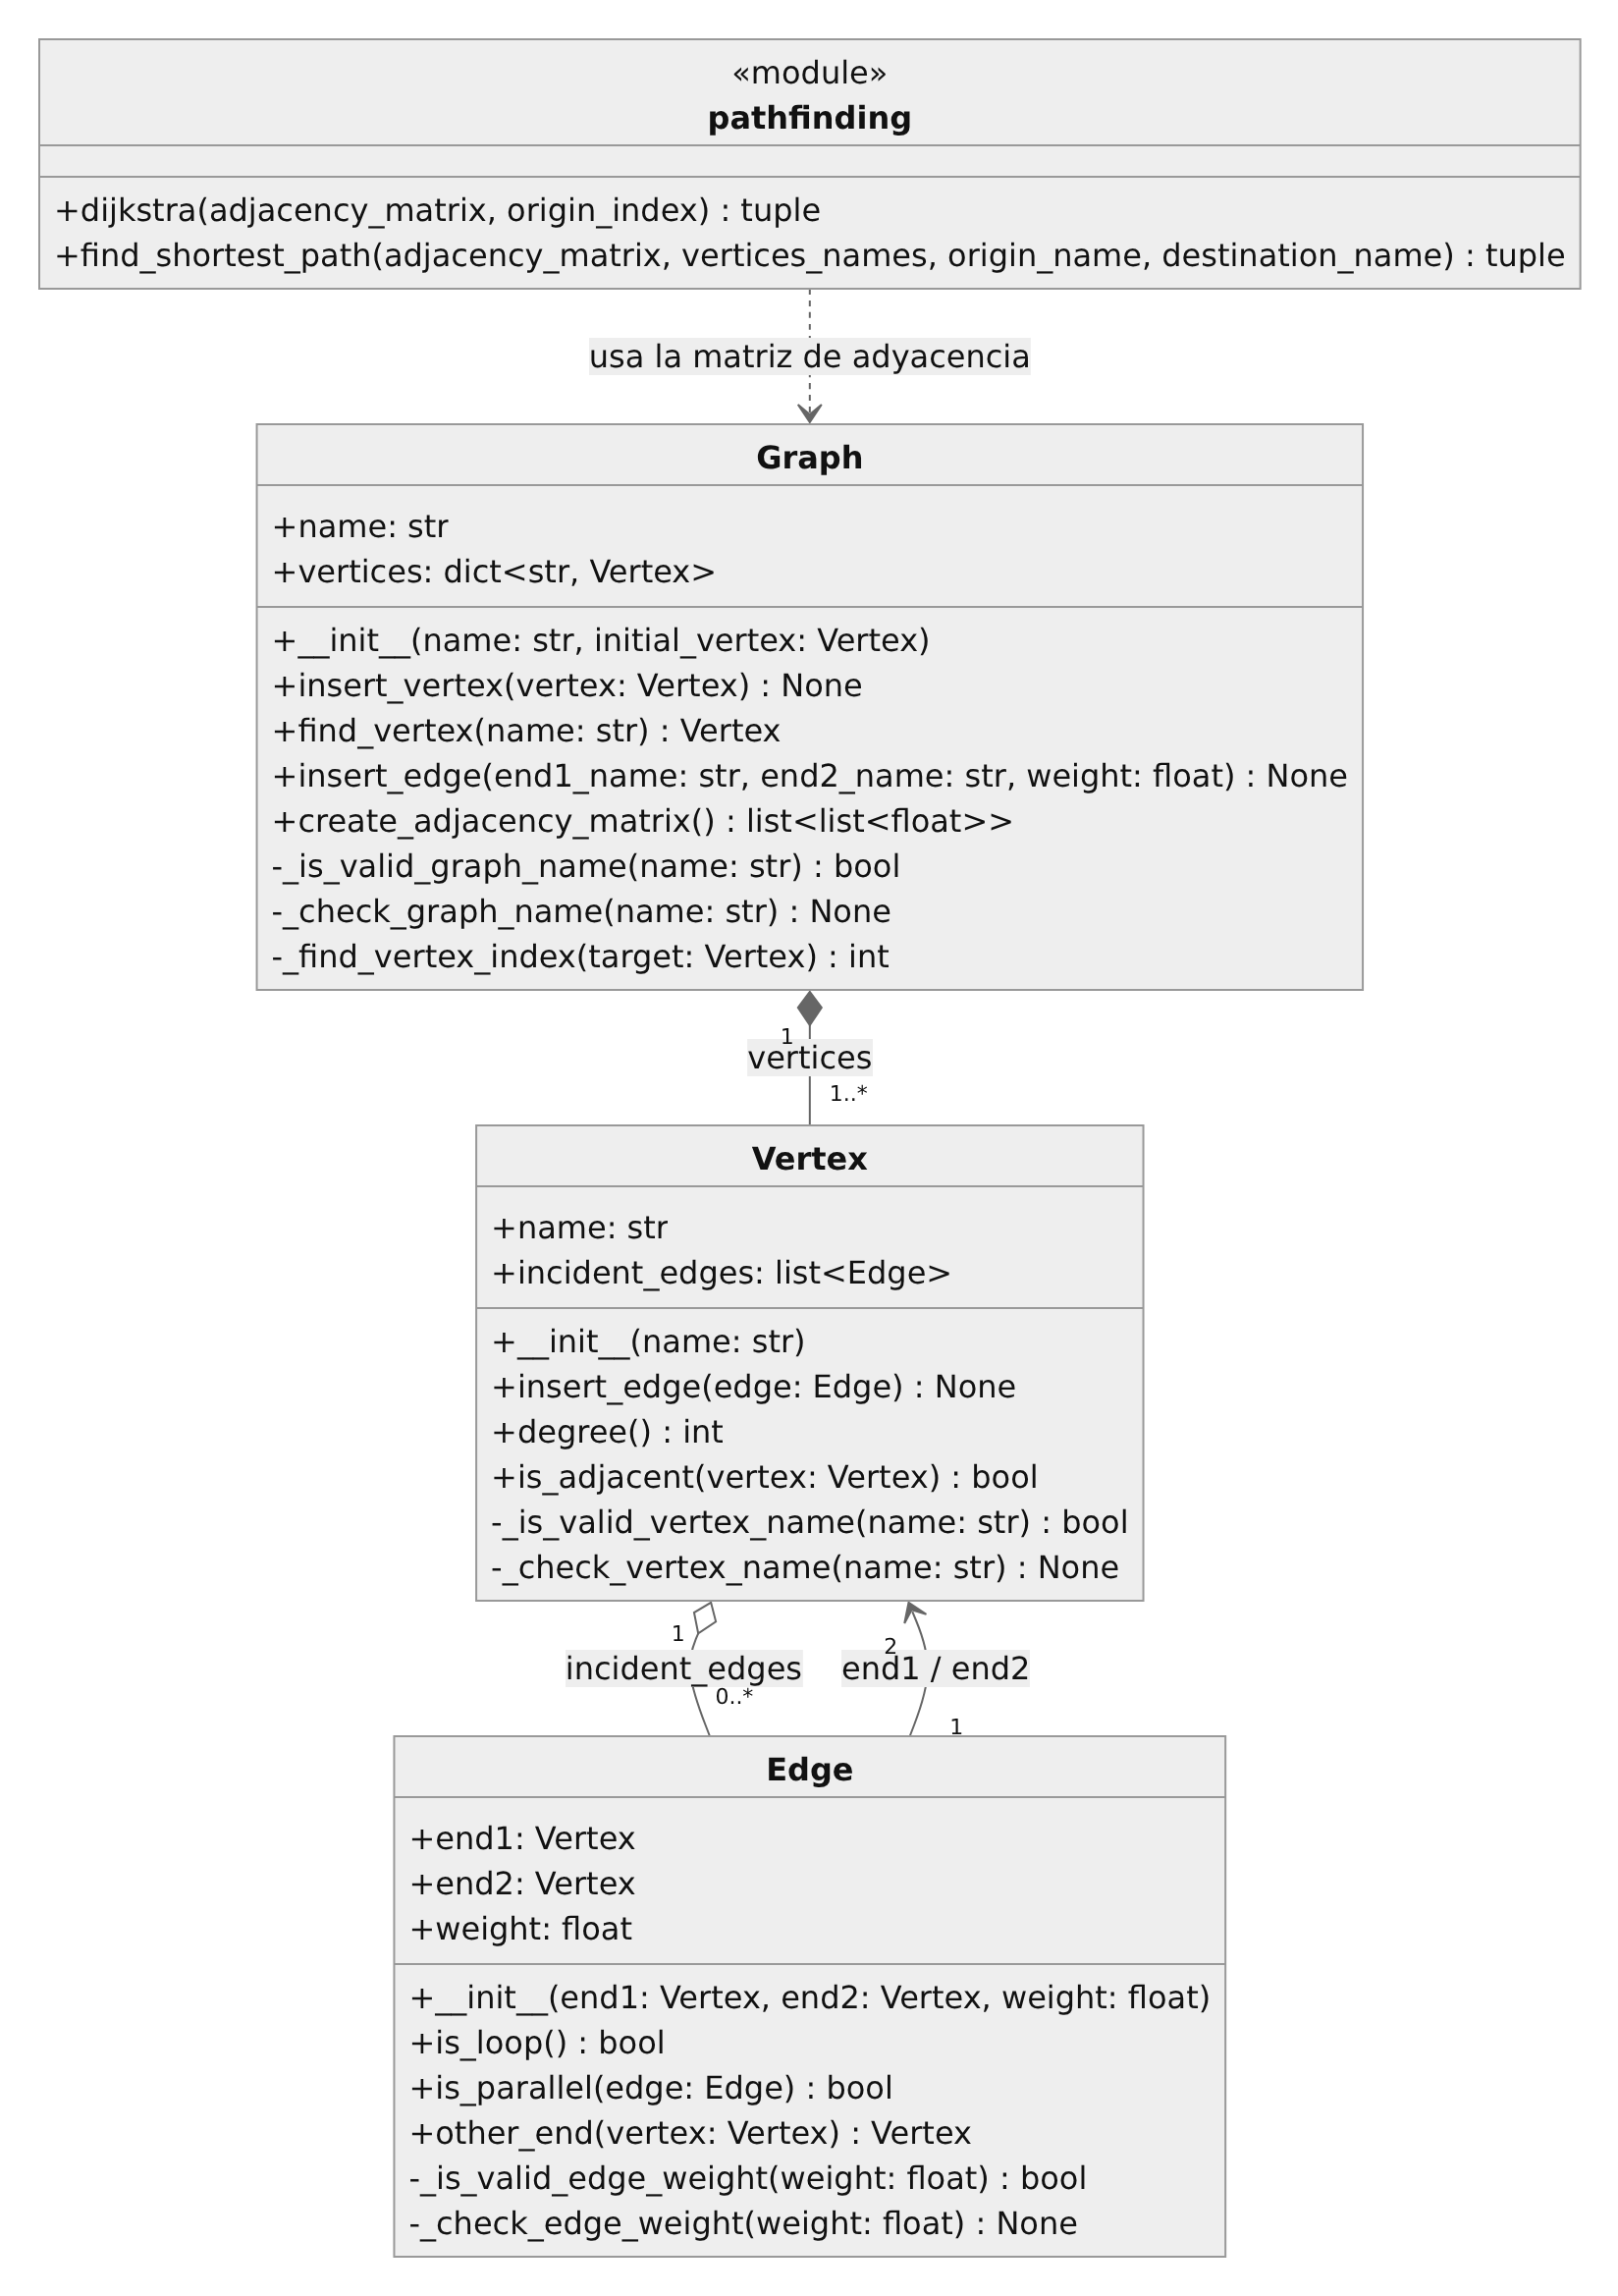 «module»
pathfinding
+dijkstra(adjacency_matrix, origin_index) : tuple
+find_shortest_path(adjacency_matrix, vertices_names, origin_name, destination_name) : tuple
usa la matriz de adyacencia
Graph
+name: str
+vertices: dict<str, Vertex>
+__init__(name: str, initial_vertex: Vertex)
+insert_vertex(vertex: Vertex) : None
+find_vertex(name: str) : Vertex
+insert_edge(end1_name: str, end2_name: str, weight: float) : None
+create_adjacency_matrix() : list<list<float>>
-_is_valid_graph_name(name: str) : bool
-_check_graph_name(name: str) : None
-_find_vertex_index(target: Vertex) : int
1
vertices
1..*
Vertex
+name: str
+incident_edges: list<Edge>
+__init__(name: str)
+insert_edge(edge: Edge) : None
+degree() : int
+is_adjacent(vertex: Vertex) : bool
-_is_valid_vertex_name(name: str) : bool
-_check_vertex_name(name: str) : None
1
incident_edges
0..*
2
end1 / end2
1
Edge
+end1: Vertex
+end2: Vertex
+weight: float
+__init__(end1: Vertex, end2: Vertex, weight: float)
+is_loop() : bool
+is_parallel(edge: Edge) : bool
+other_end(vertex: Vertex) : Vertex
-_is_valid_edge_weight(weight: float) : bool
-_check_edge_weight(weight: float) : None